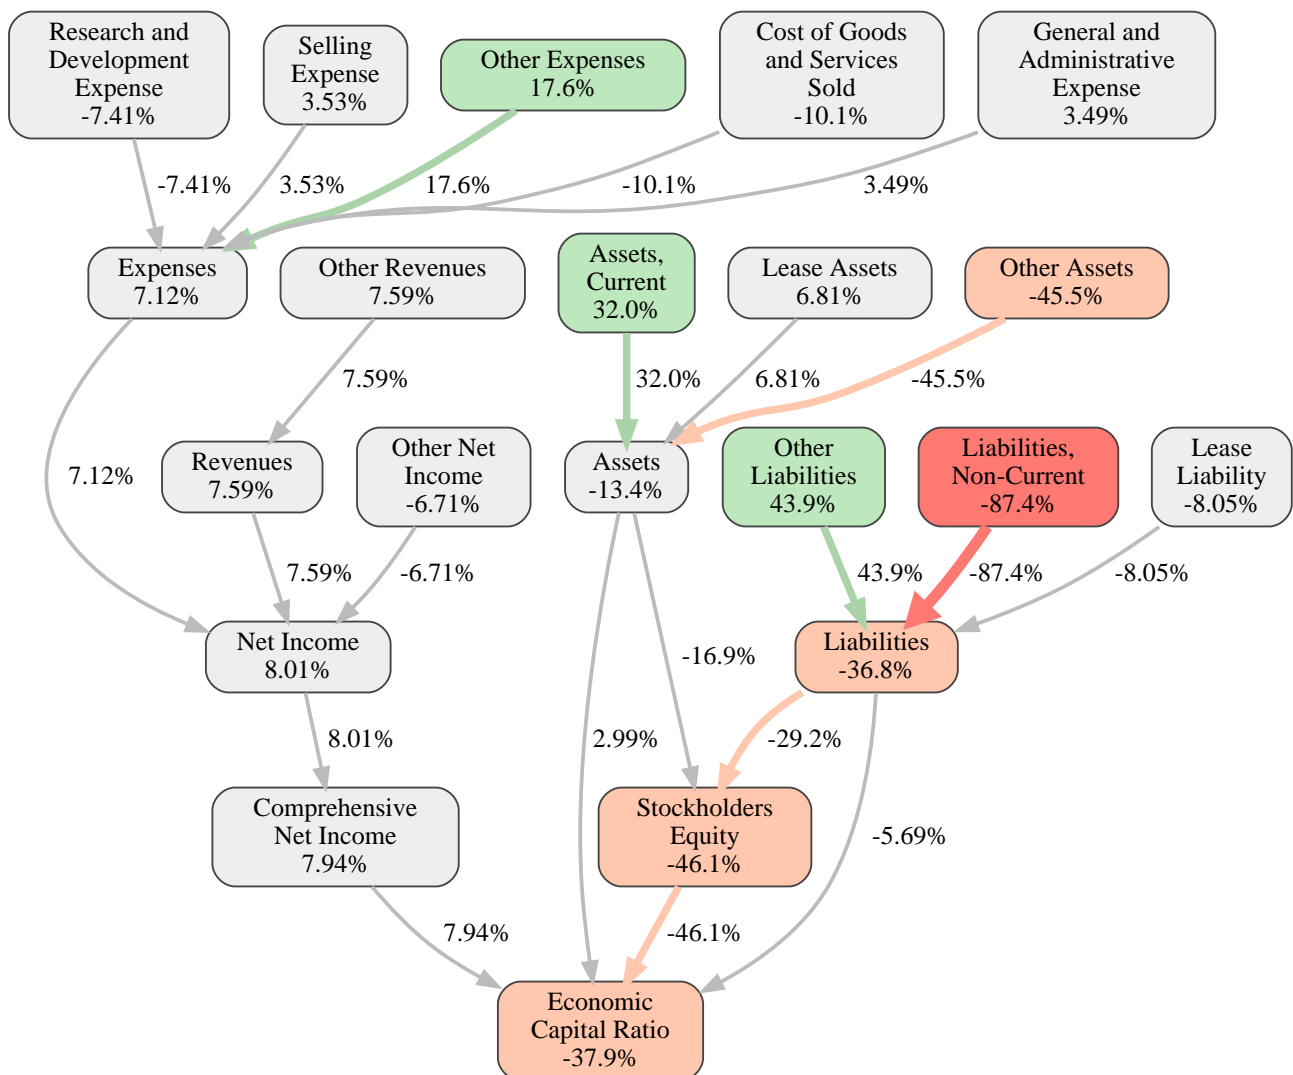 Research and
Development
Expense
-7.41%
Selling
Expense
3.53%
Other Expenses
17.6%
Cost of Goods
and Services
Sold
-10.1%
General and
Administrative
Expense
3.49%
-7.41%
3.53%
17.6%
-10.1%
3.49%
Expenses
7.12%
Other Revenues
7.59%
Assets,
Current
32.0%
Lease Assets
6.81%
Other Assets
-45.5%
7.59%
32.0%
6.81%
-45.5%
7.12%
Revenues
7.59%
Other Net
Income
-6.71%
Assets
-13.4%
Other
Liabilities
43.9%
Liabilities,
Non-Current
-87.4%
Lease
Liability
-8.05%
7.59%
-6.71%
43.9%
-87.4%
-8.05%
Net Income
8.01%
-16.9%
Liabilities
-36.8%
8.01%
2.99%
-29.2%
-5.69%
Comprehensive
Net Income
7.94%
Stockholders
Equity
-46.1%
7.94%
-46.1%
Economic
Capital Ratio
-37.9%